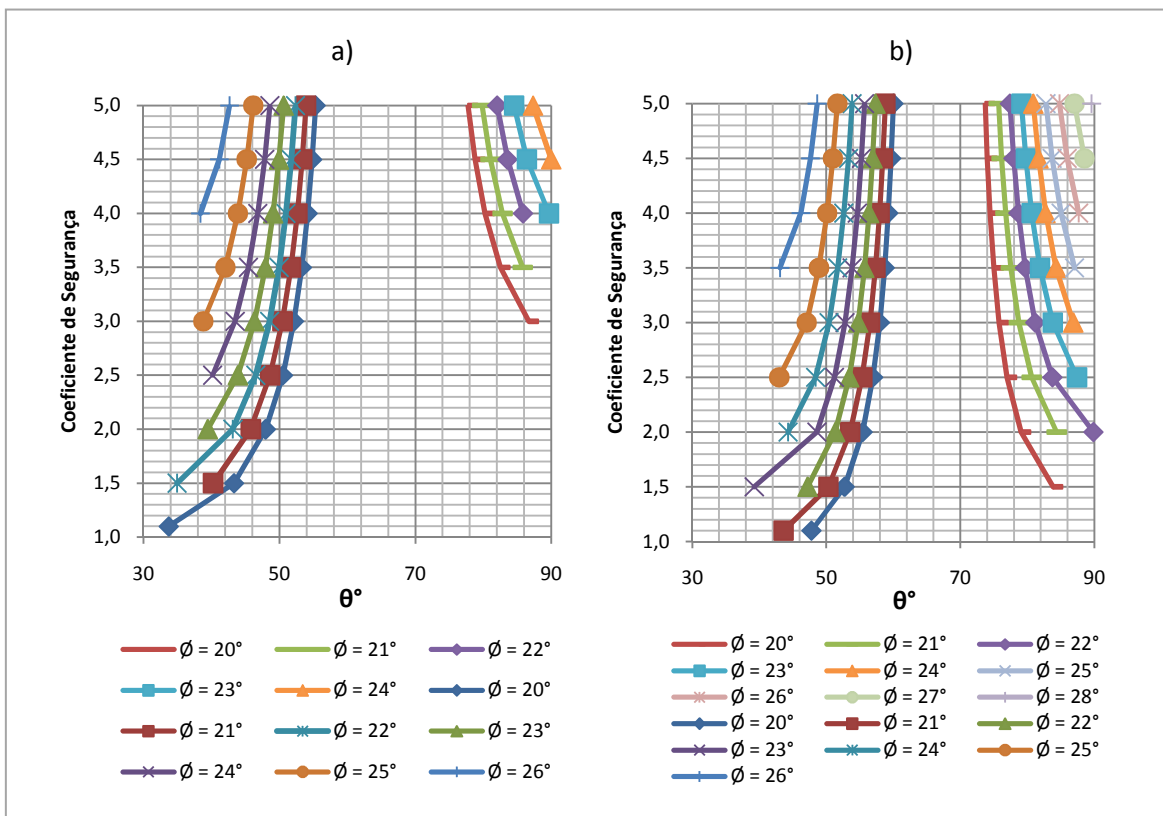 a)
b)
Coeficiente de Segurança
5,0
4,5
4,0
3,5
3,0
2,5
2,0
1,5
1,0
30
50
70
90
θ°
Coeficiente de Segurança
5,0
4,5
4,0
3,5
3,0
2,5
2,0
1,5
1,0
30
50
70
90
θ°
Ø = 20°
Ø = 21°
Ø = 22°
Ø = 23°
Ø = 24°
Ø = 20°
Ø = 21°
Ø = 22°
Ø = 23°
Ø = 24°
Ø = 25°
Ø = 26°
Ø = 20°
Ø = 21°
Ø = 22°
Ø = 23°
Ø = 24°
Ø = 25°
Ø = 26°
Ø = 27°
Ø = 28°
Ø = 20°
Ø = 21°
Ø = 22°
Ø = 23°
Ø = 24°
Ø = 25°
Ø = 26°